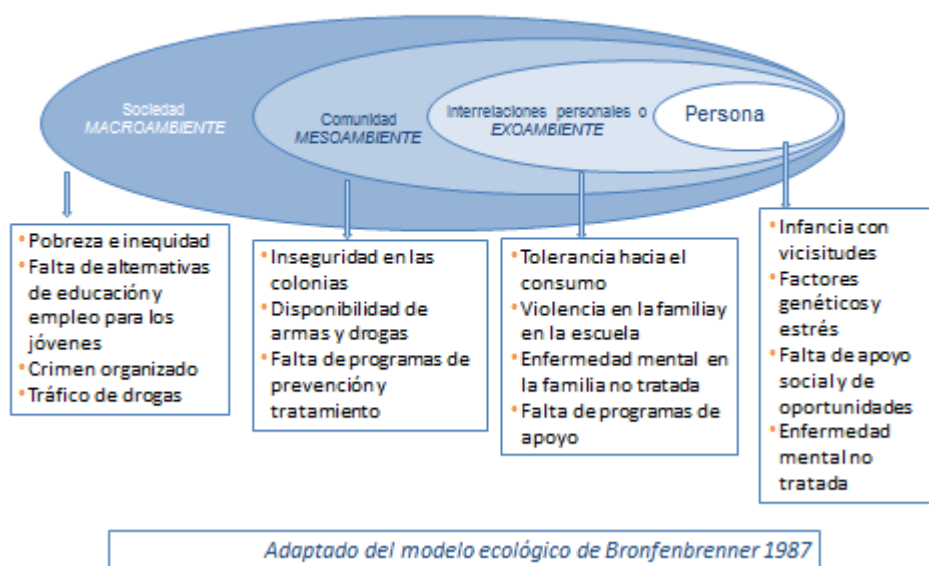 Sociedad
MACROAMBIENTE
Comunidad
MESOAMBIENTE
Interrelaciones personales o
EXOAMBIENTE
Persona
• Pobreza e inequidad
• Falta de alternativas
de educación y
empleo para los
jóvenes
• Crimen organizado
• Tráfico de drogas
• Inseguridad en las
colonias
• Disponibilidad de
armas y drogas
• Falta de programas de
prevención y
tratamiento
• Tolerancia hacia el
consumo
• Violencia en la familia y
en la escuela
• Enfermedad mental en
la familia no tratada
• Falta de programas de
apoyo
• Infancia con
vicisitudes
• Factores
genéticos y
estrés
• Falta de apoyo
social y de
oportunidades
• Enfermedad
mental no
tratada
Adaptado del modelo ecológico de Bronfenbrenner 1987